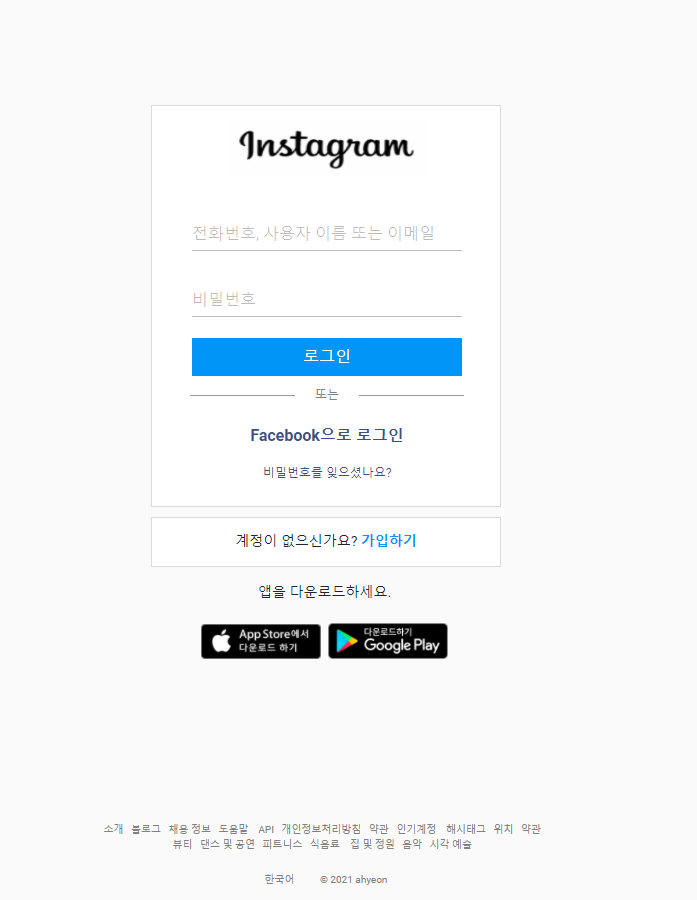 Instagram
전화번호, 사용자 이름 또는 이메일
비밀번호
로그인
또는
Facebook으로 로그인
비밀번호를 잊으셨나요?
계정이 없으신가요? 가입하기
앱을 다운로드하세요.
App Store에서
다운로드 하기
다운로드하기
Google Play
소개 블로그 채용 정보 도움말 API 개인정보처리방침 약관 인기계정 해시태그 위치 약관
뷰티 댄스 및 공연 피트니스 식음료 집 및 정원 음악 시각 예술
한국어 © 2021 ahyeon